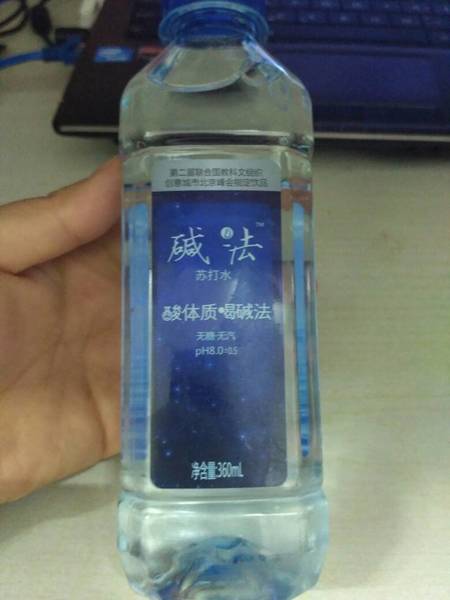 第二届联合国教科文组织
创意城市北京峰会指定饮品
碱法™
苏打水
酸体质·喝碱法
无糖·无汽
pH8.0±0.5
净含量:360mL